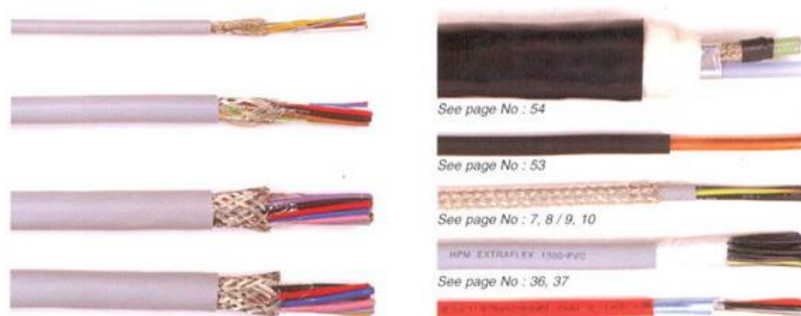 See page No : 54
See page No : 53
See page No : 7, 8 / 9, 10
HPM EXTRAFLEX 1500-PVC
See page No : 36, 37